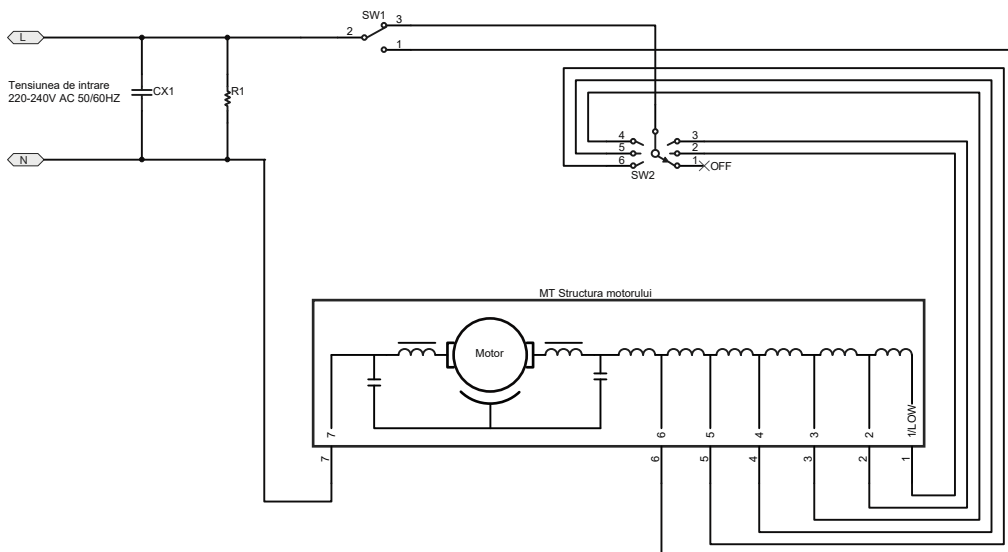 SW1
3
2
1
L
Tensiunea de intrare
220-240V AC 50/60HZ
CX1
R1
N
4
3
5
2
6
1
OFF
SW2
MT Structura motorului
Motor
7
6
5
4
3
2
1/LOW
7
6
5
4
3
2
1